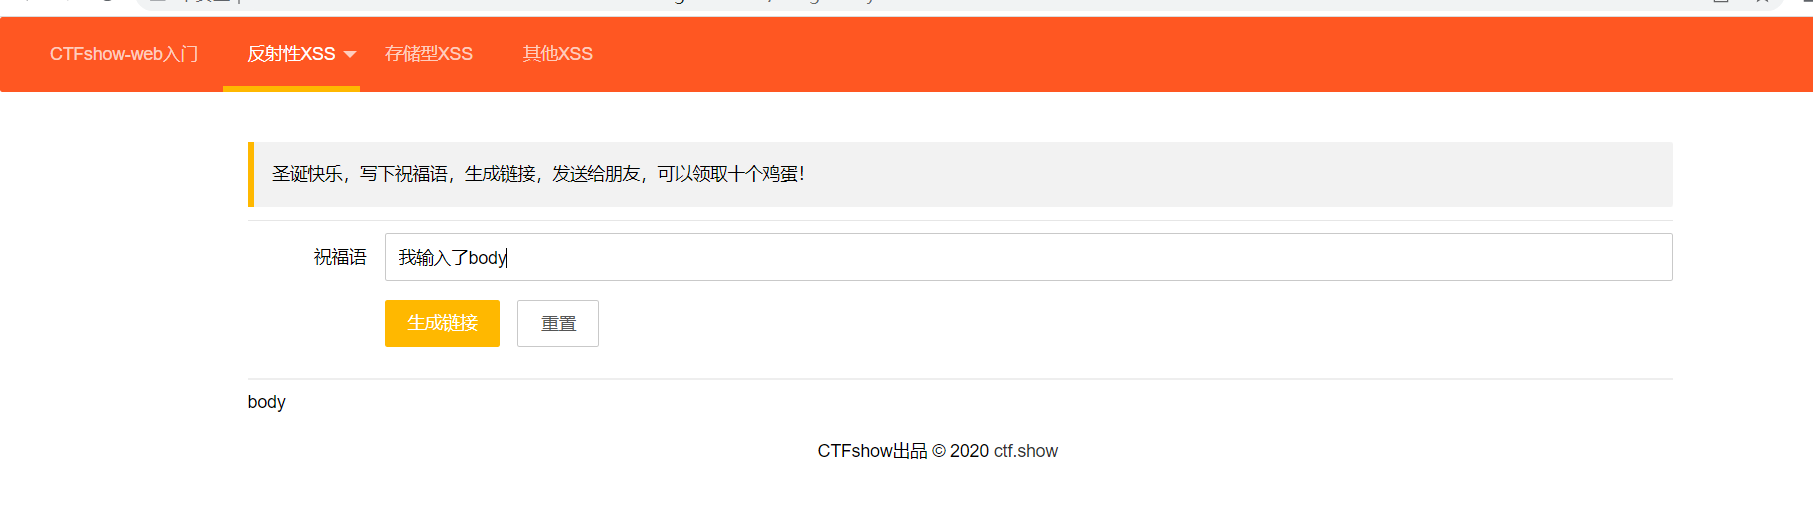 CTFshow-web入门 反射性XSS 存储型XSS 其他XSS
圣诞快乐，写下祝福语，生成链接，发送给朋友，可以领取十个鸡蛋！
祝福语 我输入了body
生成链接 重置
body
CTFshow出品 © 2020 ctf.show